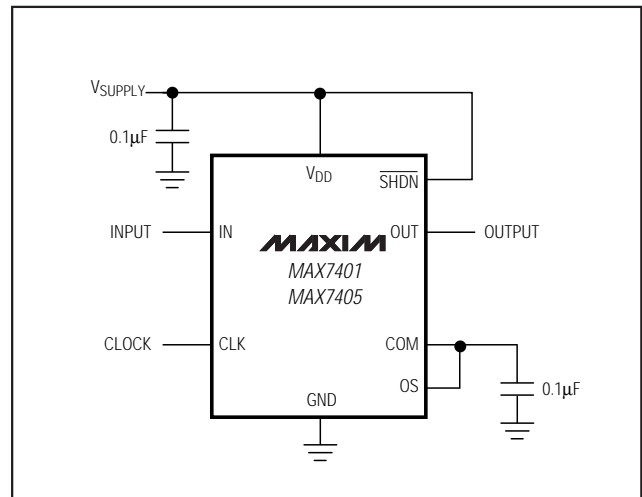 VSUPPLY
0.1μF
VDD
SHDN
INPUT
IN
MAXIM
OUT
OUTPUT
MAX7401
MAX7405
CLOCK
CLK
COM
OS
0.1μF
GND